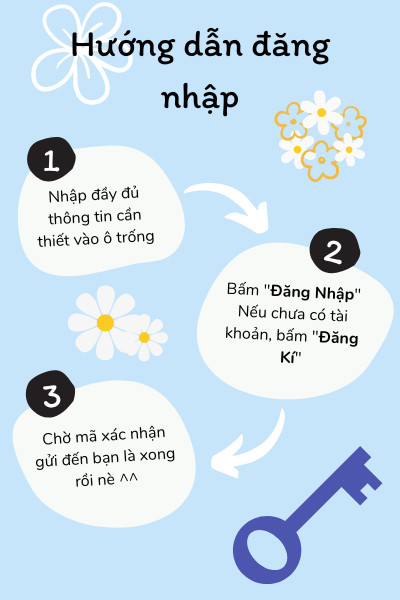 Hướng dẫn đăng
nhập
1
Nhập đầy đủ
thông tin cần
thiết vào ô trống
2
Bấm "Đăng Nhập"
Nếu chưa có tài
khoản, bấm "Đăng
Kí"
3
Chờ mã xác nhận
gửi đến bạn là xong
rồi nè ^^